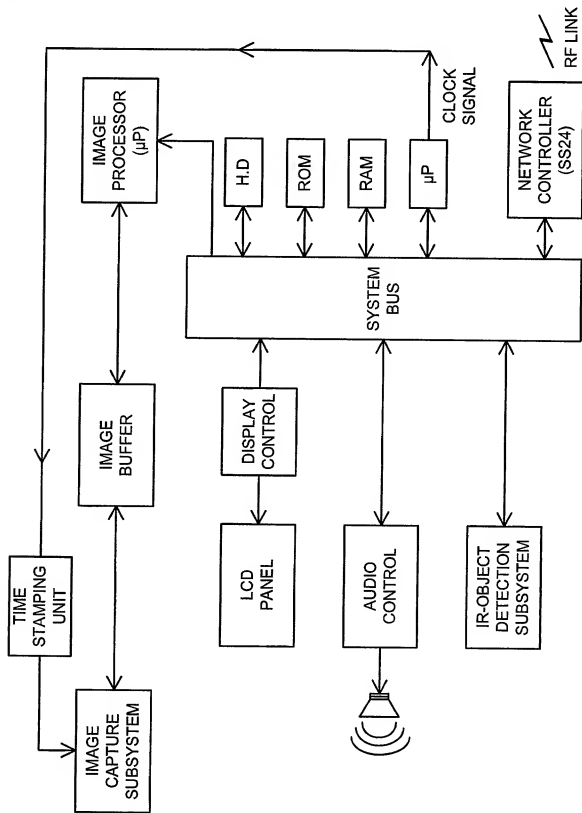 TIME
STAMPING
UNIT
IMAGE
CAPTURE
SUBSYSTEM
IMAGE
BUFFER
IMAGE
PROCESSOR
(µP)
LCD
PANEL
DISPLAY
CONTROL
AUDIO
CONTROL
IR-OBJECT
DETECTION
SUBSYSTEM
SYSTEM
BUS
H.D
ROM
RAM
µP
CLOCK
SIGNAL
NETWORK
CONTROLLER
(SS24)
RF LINK